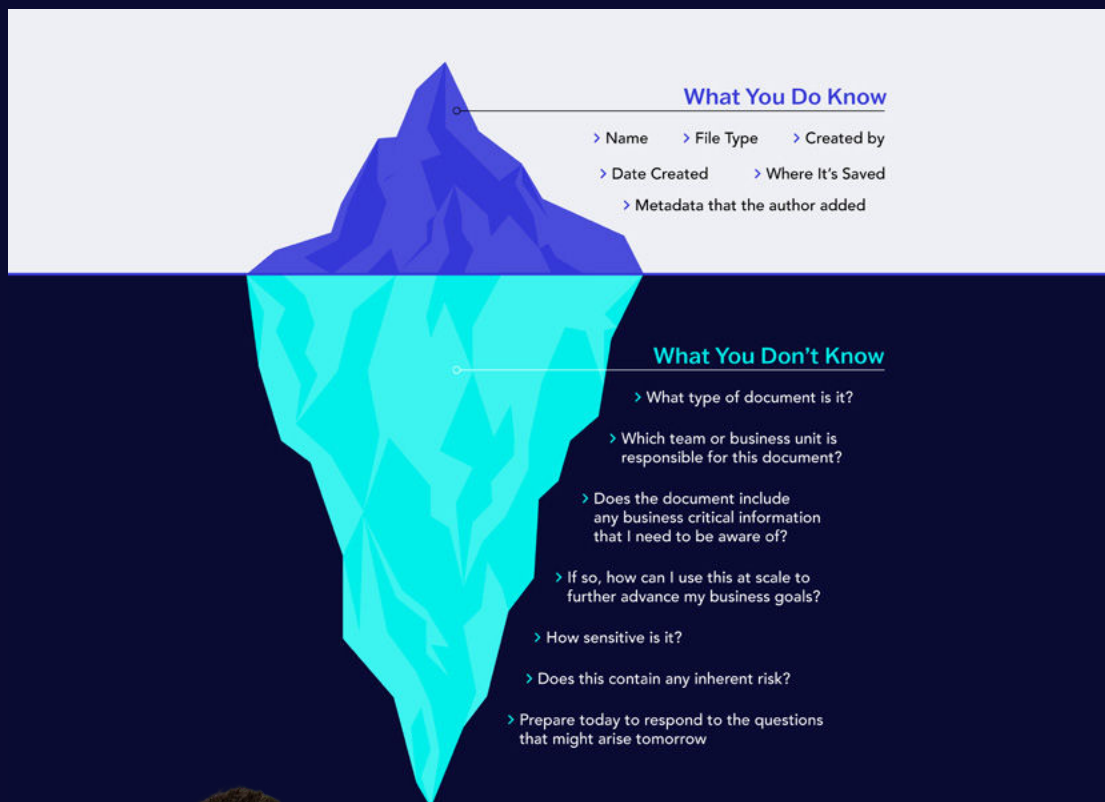 What You Do Know
> Name > File Type > Created by
> Date Created > Where It's Saved
> Metadata that the author added
What You Don't Know
> What type of document is it?
> Which team or business unit is
responsible for this document?
> Does the document include
any business critical information
that I need to be aware of?
> If so, how can I use this at scale to
further advance my business goals?
> How sensitive is it?
> Does this contain any inherent risk?
> Prepare today to respond to the questions
that might arise tomorrow